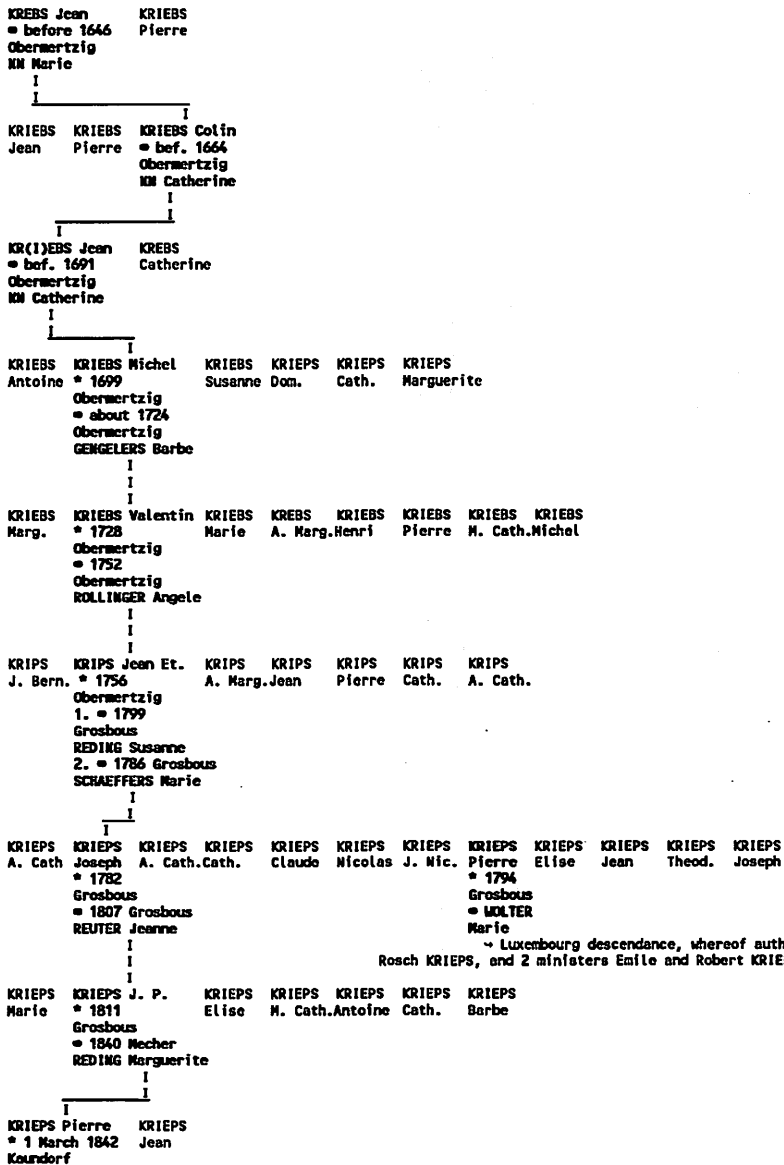 KREBS Jean KRIEBS
⚭ before 1646 Pierre
Obermertzig
NN Marie
I
I
I
KRIEBS KRIEBS KRIEBS Colin
Jean Pierre ⚭ bef. 1664
Obermertzig
NN Catherine
I
I
I
KR(I)EBS Jean KREBS
⚭ bef. 1691 Catherine
Obermertzig
NN Catherine
I
I
I
KRIEBS KRIEBS Michel KRIEBS KRIEPS KRIEPS KRIEPS
Antoine * 1699 Susanne Dom. Cath. Marguerite
Obermertzig
⚭ about 1724
Obermertzig
GENGELERS Barbe
I
I
I
KRIEBS KRIEBS Valentin KRIEBS KREBS KRIEBS KRIEBS KRIEBS KRIEBS
Marg. * 1728 Marie A. Marg.Henri Pierre M. Cath.Michel
Obermertzig
⚭ 1752
Obermertzig
ROLLINGER Angele
I
I
I
KRIPS KRIPS Jean Et. KRIPS KRIPS KRIPS KRIPS KRIPS
J. Bern. * 1756 A. Marg.Jean Pierre Cath. A. Cath.
Obermertzig
1. ⚭ 1799
Grosbous
REDING Susanne
2. ⚭ 1786 Grosbous
SCHAEFFERS Marie
I
I
I
KRIEPS KRIEPS KRIEPS KRIEPS KRIEPS KRIEPS KRIEPS KRIEPS KRIEPS KRIEPS KRIEPS KRIEPS
A. Cath Joseph A. Cath.Cath. Claude Nicolas J. Nic. Pierre Elise Jean Theod. Joseph
* 1782 * 1794
Grosbous Grosbous
⚭ 1807 Grosbous ⚭ WOLTER
REUTER Jeanne Marie
I ↪ Luxembourg descendance, whereof auth
I Rosch KRIEPS, and 2 ministers Emile and Robert KRIE
I
KRIEPS KRIEPS J. P. KRIEPS KRIEPS KRIEPS KRIEPS KRIEPS
Marie * 1811 Elise M. Cath.Antoine Cath. Barbe
Grosbous
⚭ 1840 Mecher
REDING Marguerite
I
I
I
KRIEPS Pierre KRIEPS
* 1 March 1842 Jean
Kaundorf